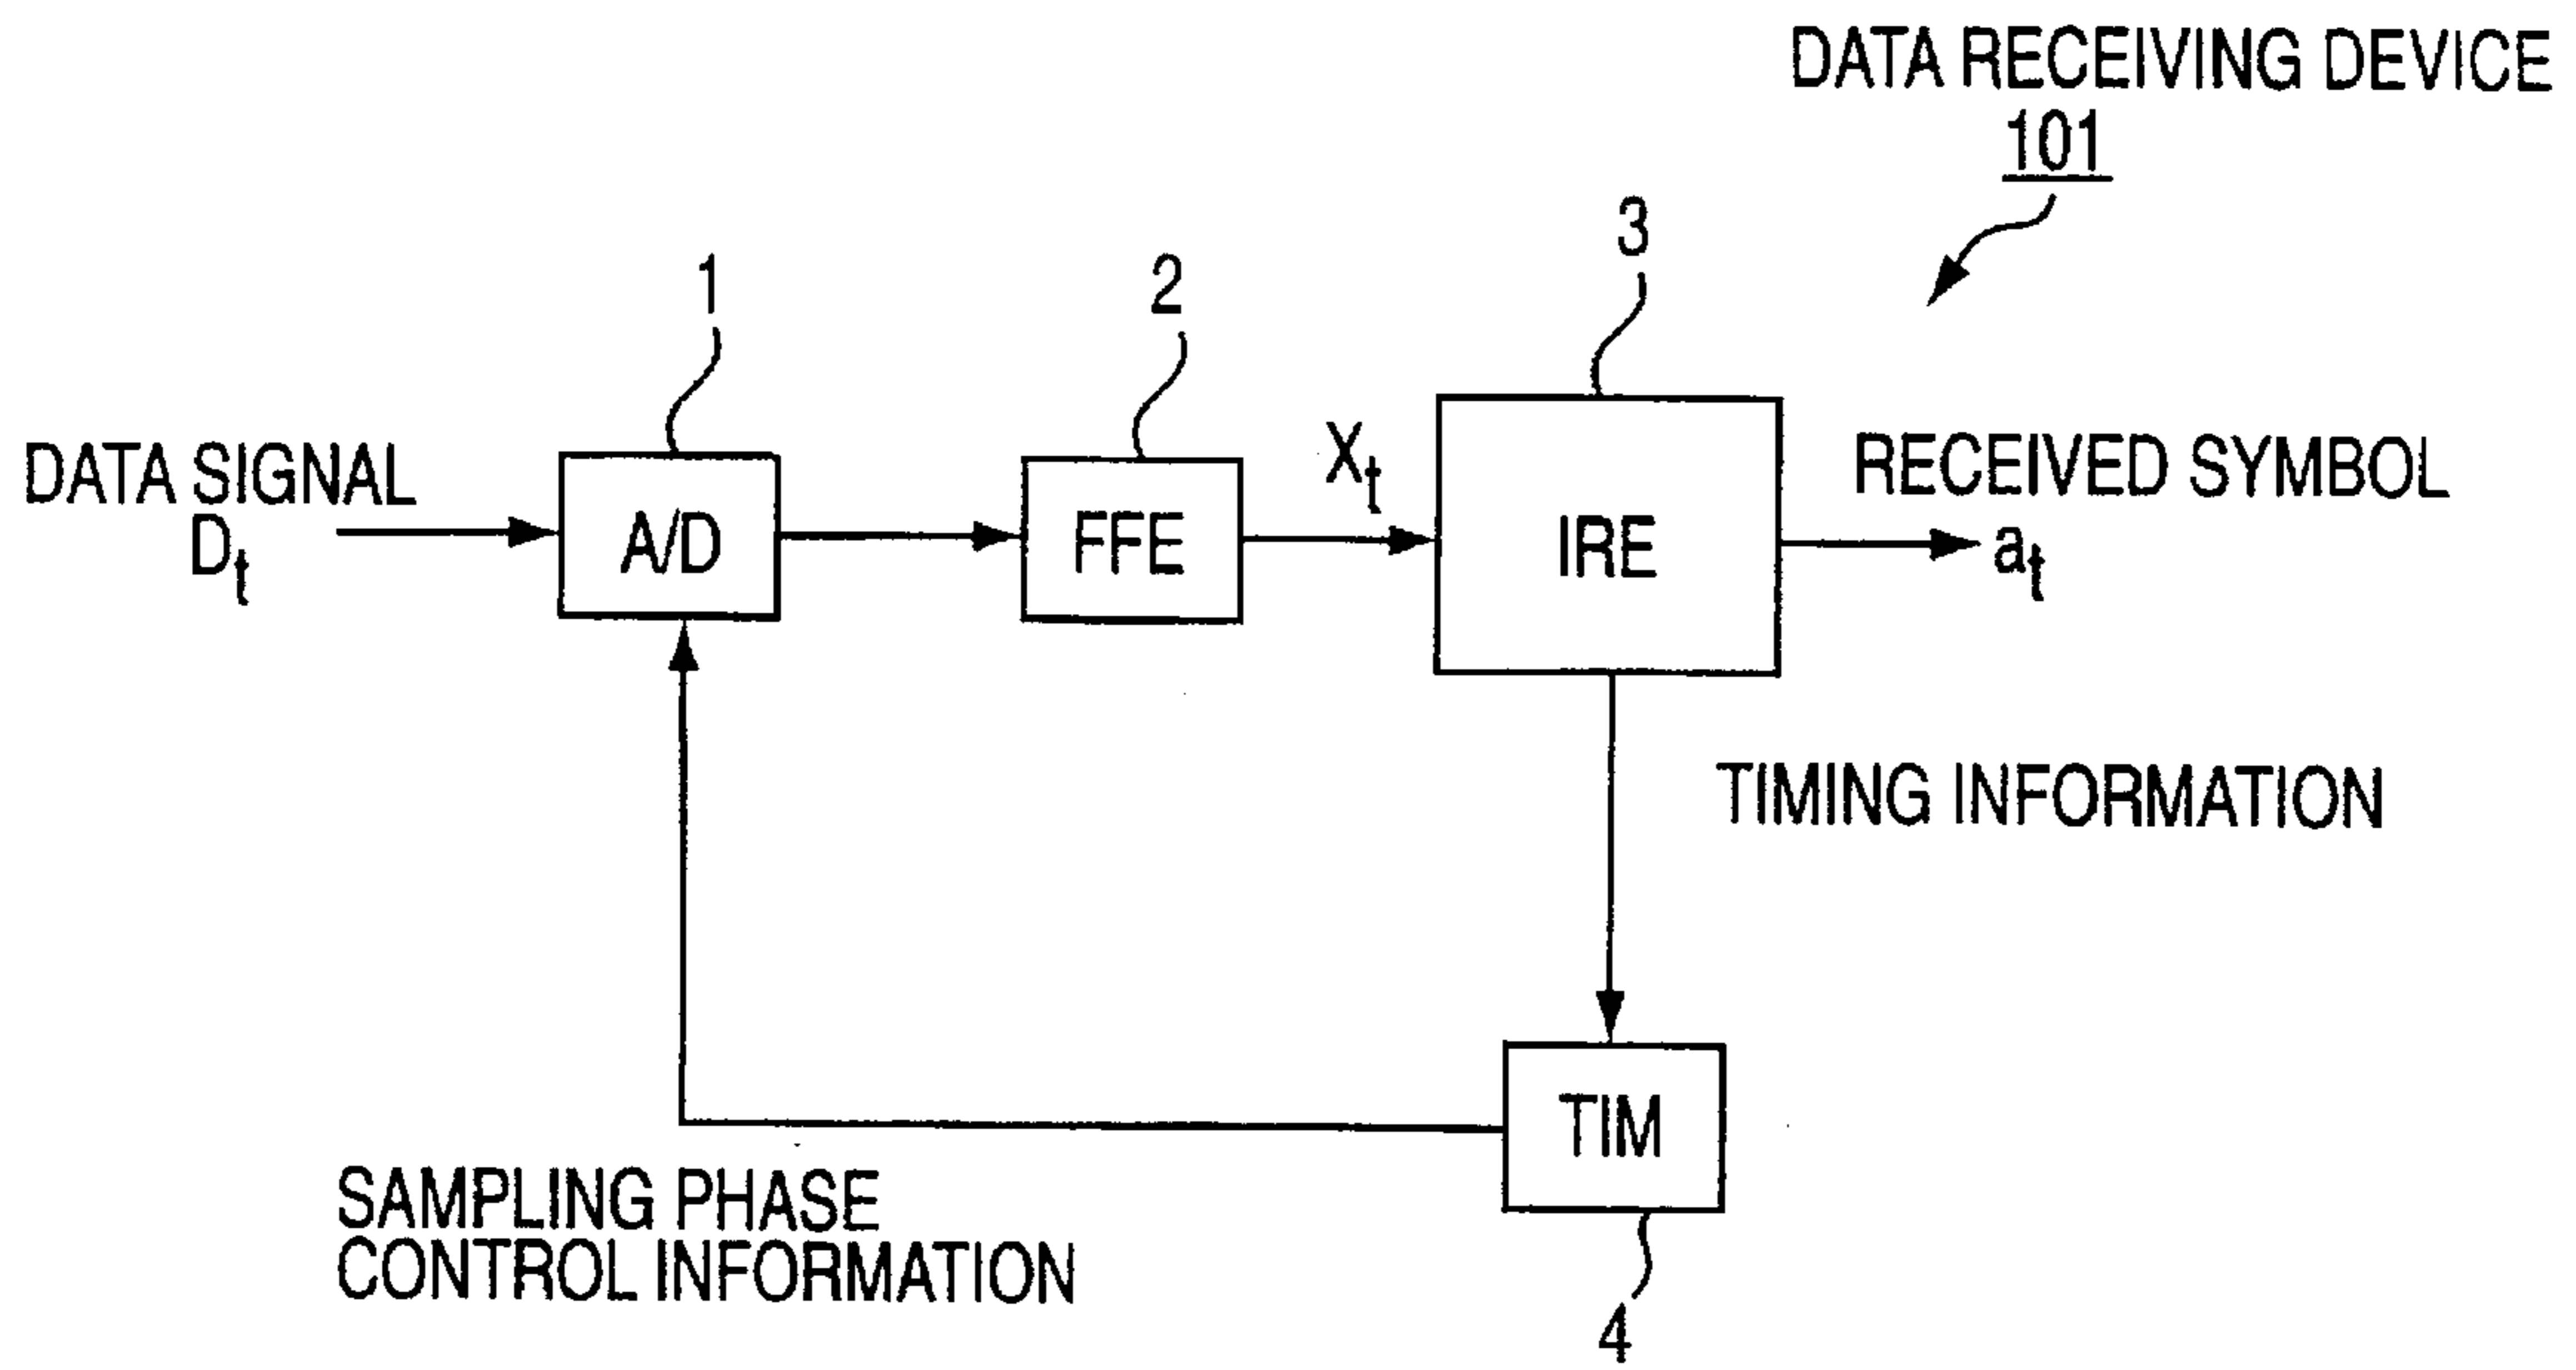 DATA RECEIVING DEVICE
101
1
2
3
DATA SIGNAL
Dt
A/D
FFE
Xt
IRE
RECEIVED SYMBOL
at
TIMING INFORMATION
TIM
SAMPLING PHASE
CONTROL INFORMATION
4